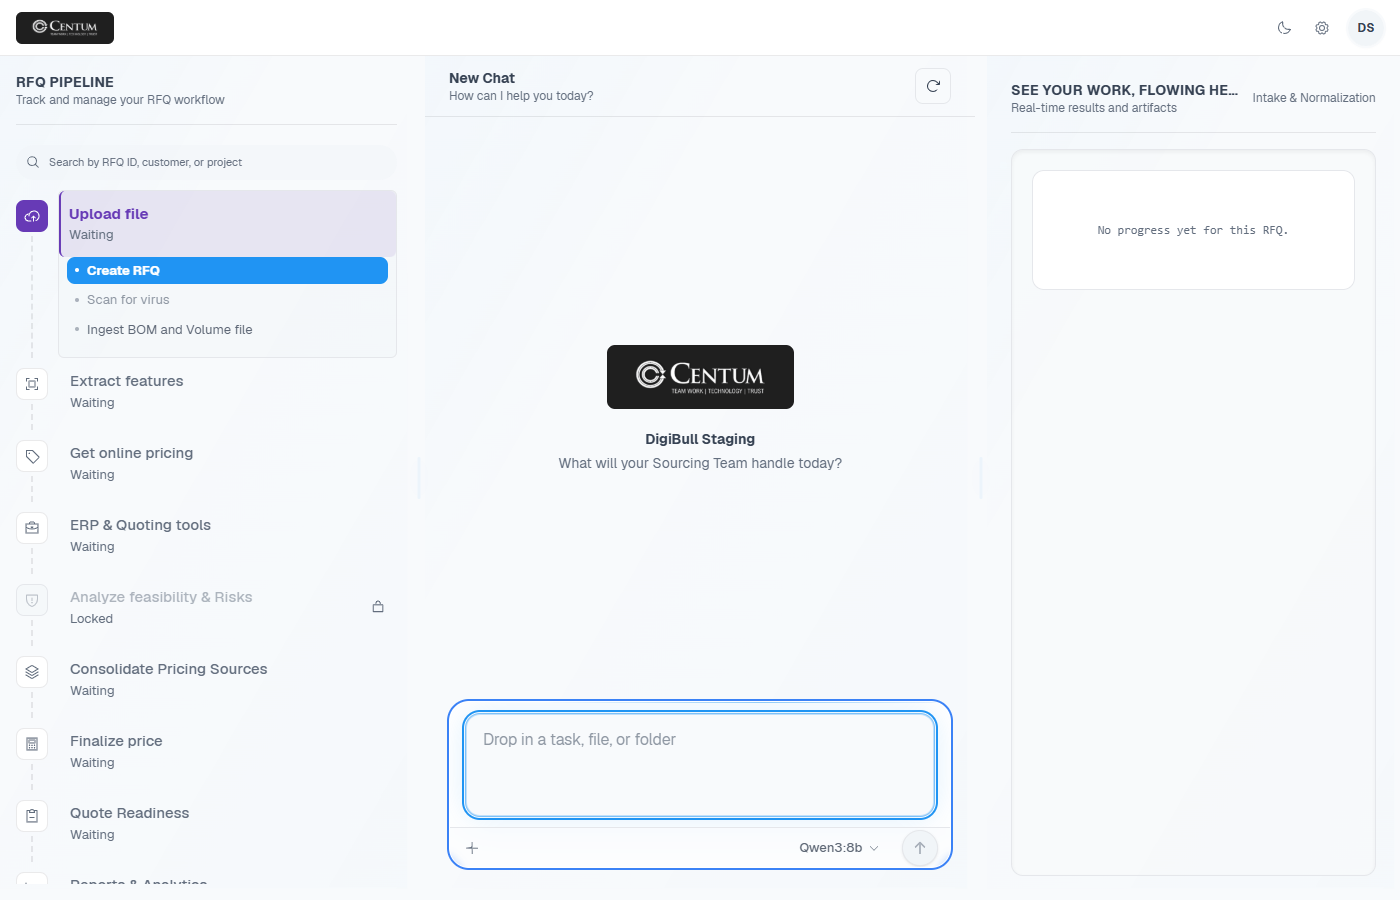 CENTUM
DS
RFQ PIPELINE
Track and manage your RFQ workflow
Search by RFQ ID, customer, or project
Upload file
Waiting
Create RFQ
Scan for virus
Ingest BOM and Volume file
Extract features
Waiting
Get online pricing
Waiting
ERP & Quoting tools
Waiting
Analyze feasibility & Risks
Locked
Consolidate Pricing Sources
Waiting
Finalize price
Waiting
Quote Readiness
Waiting
Reports & Analytics
New Chat
How can I help you today?
CENTUM
TEAM WORK | TECHNOLOGY | TRUST
DigiBull Staging
What will your Sourcing Team handle today?
Drop in a task, file, or folder
Qwen3:8b
SEE YOUR WORK, FLOWING HE...
Real-time results and artifacts
Intake & Normalization
No progress yet for this RFQ.